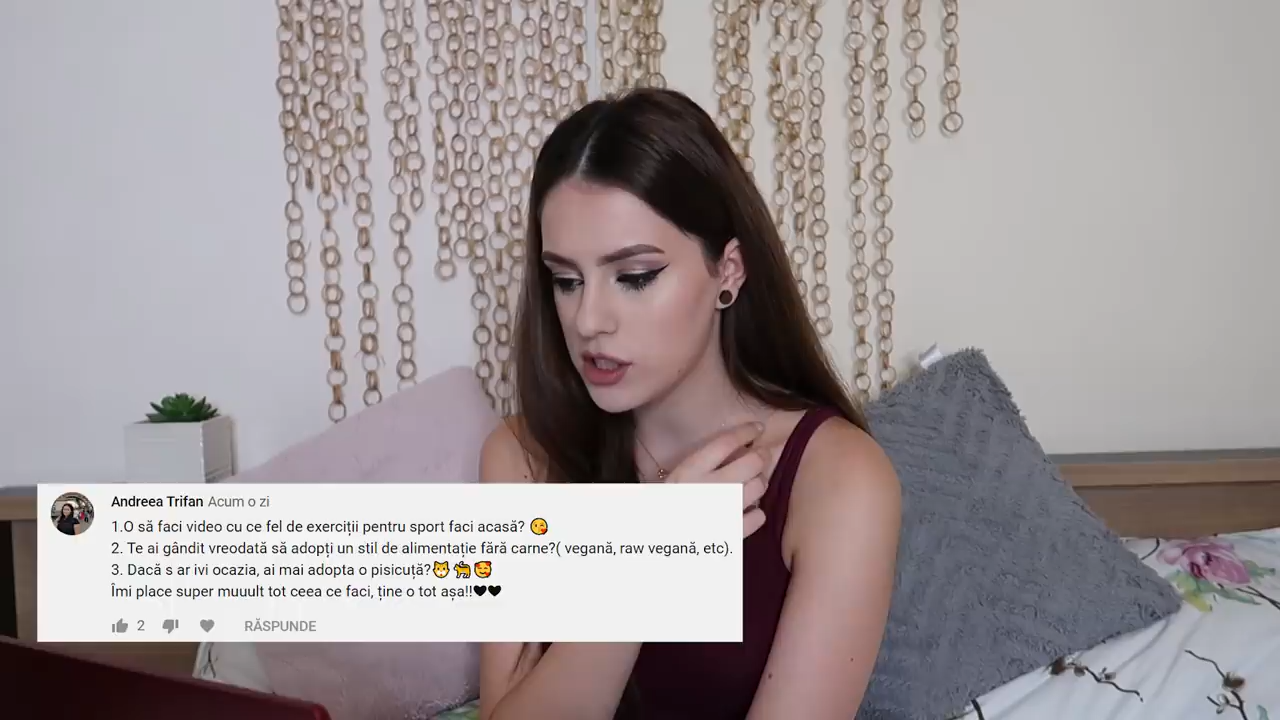 Andreea Trifan Acum o zi
1.O să faci video cu ce fel de exerciții pentru sport faci acasă? 😋
2. Te ai gândit vreodată să adopți un stil de alimentație fără carne?( vegană, raw vegană, etc).
3. Dacă s ar ivi ocazia, ai mai adopta o pisicuță?🐱🐈🥰
Îmi place super muuult tot ceea ce faci, ține o tot așa!!🖤🖤
2 RĂSPUNDE